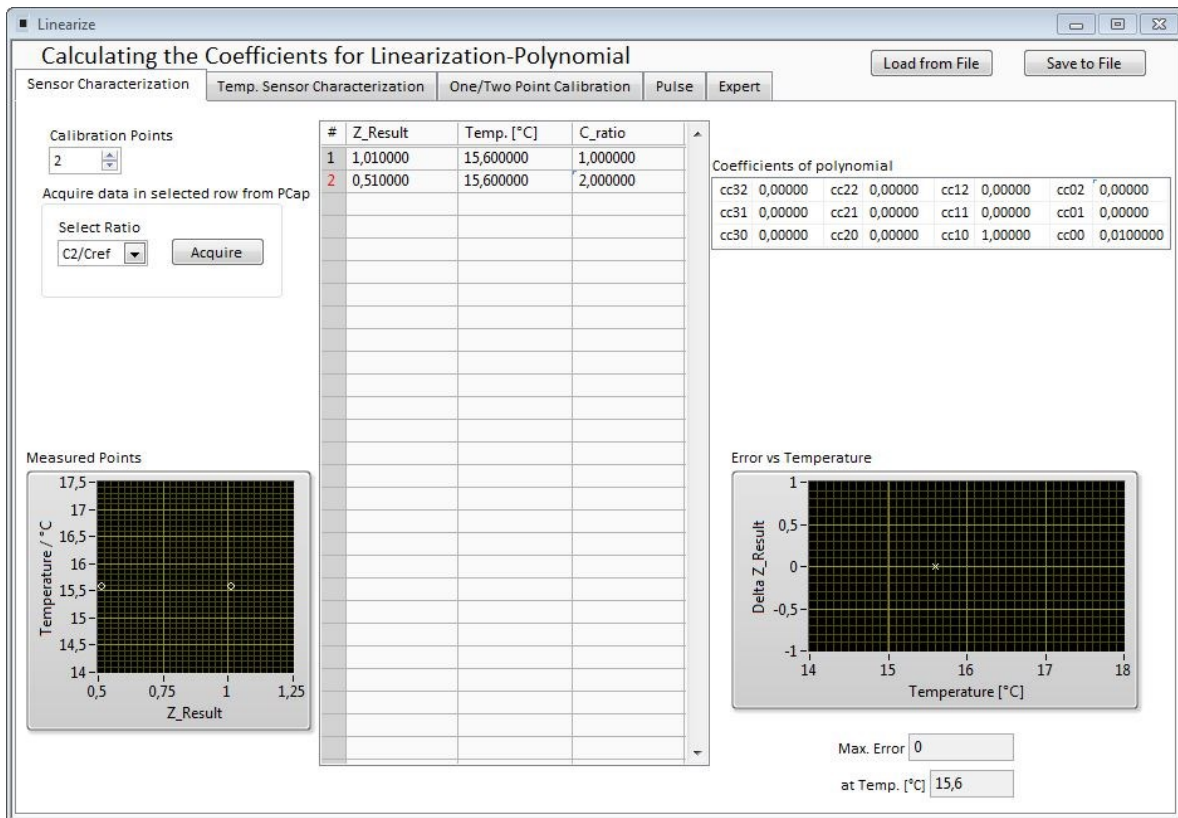 Linearize
Calculating the Coefficients for Linearization-Polynomial
Load from File
Save to File
Sensor Characterization
Temp. Sensor Characterization
One/Two Point Calibration
Pulse
Expert
Calibration Points
2
Acquire data in selected row from PCap
Select Ratio
C2/Cref
Acquire
# Z_Result Temp. [°C] C_ratio
1 1,010000 15,600000 1,000000
2 0,510000 15,600000 2,000000
Coefficients of polynomial
cc32 0,00000 cc22 0,00000 cc12 0,00000 cc02 0,00000
cc31 0,00000 cc21 0,00000 cc11 0,00000 cc01 0,00000
cc30 0,00000 cc20 0,00000 cc10 1,00000 cc00 0,0100000
Measured Points
Temperature / °C
17,5
17
16,5
16
15,5
15
14,5
14
0,5 0,75 1 1,25
Z_Result
Error vs Temperature
Delta Z_Result
1
0,5
0
-0,5
-1
14 15 16 17 18
Temperature [°C]
Max. Error 0
at Temp. [°C] 15,6